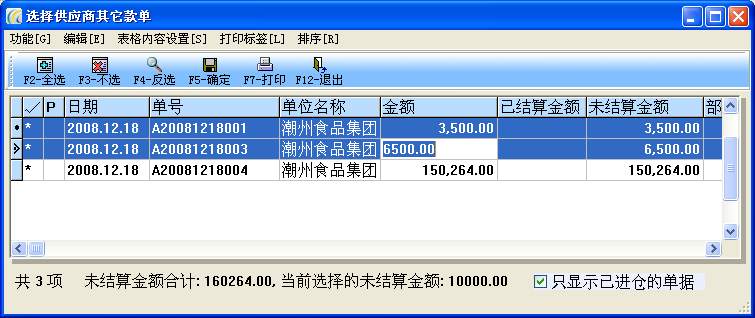 选择供应商其它款单
功能[G] 编辑[E] 表格内容设置[S] 打印标签[L] 排序[R]
F2-全选 F3-不选 F4-反选 F5-确定 F7-打印 F12-退出
P 日期 单号 单位名称 金额 已结算金额 未结算金额 部
* 2008.12.18 A20081218001 潮州食品集团 3,500.00 3,500.00
* 2008.12.18 A20081218003 潮州食品集团 6500.00 6,500.00
* 2008.12.18 A20081218004 潮州食品集团 150,264.00 150,264.00
共 3 项 未结算金额合计: 160264.00, 当前选择的未结算金额: 10000.00 只显示已进仓的单据